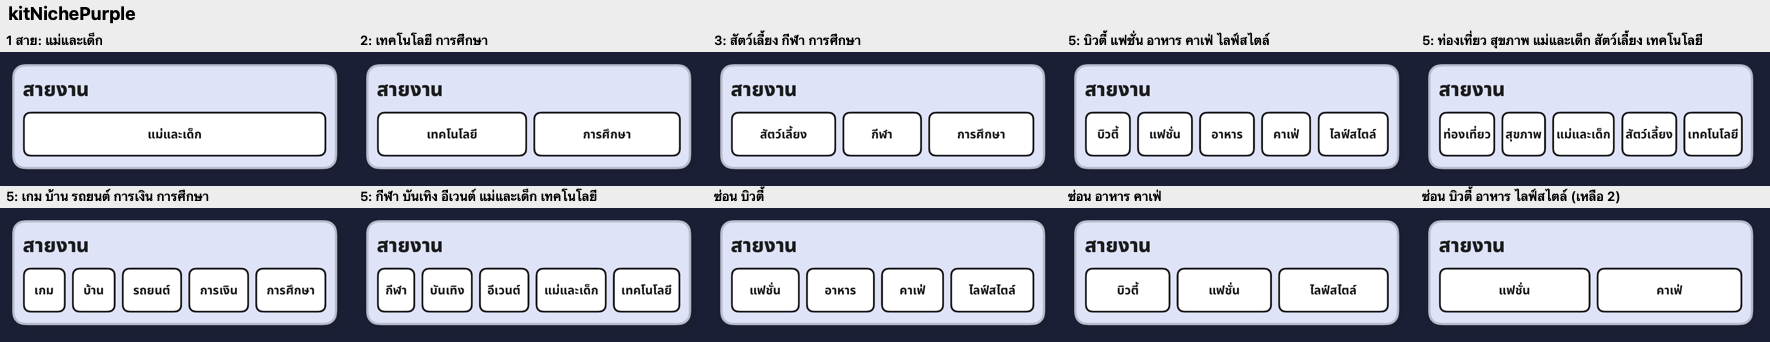 kitNichePurple
1 สาย: แม่และเด็ก
2: เทคโนโลยี การศึกษา
3: สัตว์เลี้ยง กีฬา การศึกษา
5: บิวตี้ แฟชั่น อาหาร คาเฟ่ ไลฟ์สไตล์
5: ท่องเที่ยว สุขภาพ แม่และเด็ก สัตว์เลี้ยง เทคโนโลยี
สายงาน
แม่และเด็ก
สายงาน
เทคโนโลยี การศึกษา
สายงาน
สัตว์เลี้ยง กีฬา การศึกษา
สายงาน
บิวตี้ แฟชั่น อาหาร คาเฟ่ ไลฟ์สไตล์
สายงาน
ท่องเที่ยว สุขภาพ แม่และเด็ก สัตว์เลี้ยง เทคโนโลยี
5: เกม บ้าน รถยนต์ การเงิน การศึกษา
5: กีฬา บันเทิง อีเวนต์ แม่และเด็ก เทคโนโลยี
ซ่อน บิวตี้
ซ่อน อาหาร คาเฟ่
ซ่อน บิวตี้ อาหาร ไลฟ์สไตล์ (เหลือ 2)
สายงาน
เกม บ้าน รถยนต์ การเงิน การศึกษา
สายงาน
กีฬา บันเทิง อีเวนต์ แม่และเด็ก เทคโนโลยี
สายงาน
แฟชั่น อาหาร คาเฟ่ ไลฟ์สไตล์
สายงาน
บิวตี้ แฟชั่น ไลฟ์สไตล์
สายงาน
แฟชั่น คาเฟ่